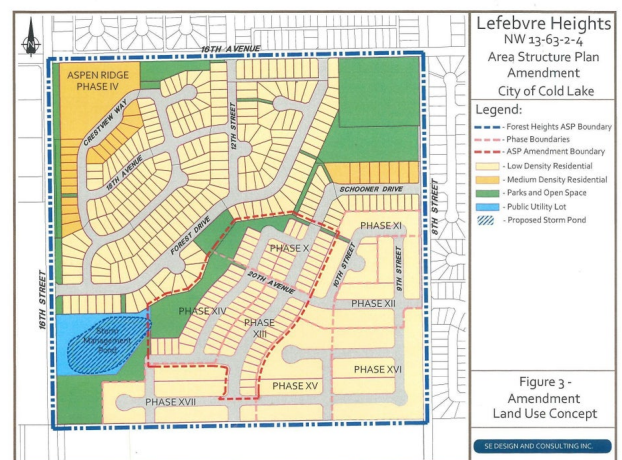 16TH AVENUE
ASPEN RIDGE
PHASE IV
CRESTVIEW WAY
12TH STREET
18TH AVENUE
SCHOONER DRIVE
8TH STREET
FOREST DRIVE
PHASE XI
PHASE X
10TH STREET
9TH STREET
20TH AVENUE
16TH STREET
PHASE XIV
PHASE XII
PHASE
XIII
Storm
Management
Pond
PHASE XVI
PHASE XV
PHASE XVII
Lefebvre Heights
NW 13-63-2-4
Area Structure Plan
Amendment
City of Cold Lake
Legend:
- Forest Heights ASP Boundary
- Phase Boundaries
- ASP Amendment Boundary
- Low Density Residential
- Medium Density Residential
- Parks and Open Space
- Public Utility Lot
- Proposed Storm Pond
Figure 3 -
Amendment
Land Use Concept
SE DESIGN AND CONSULTING INC.